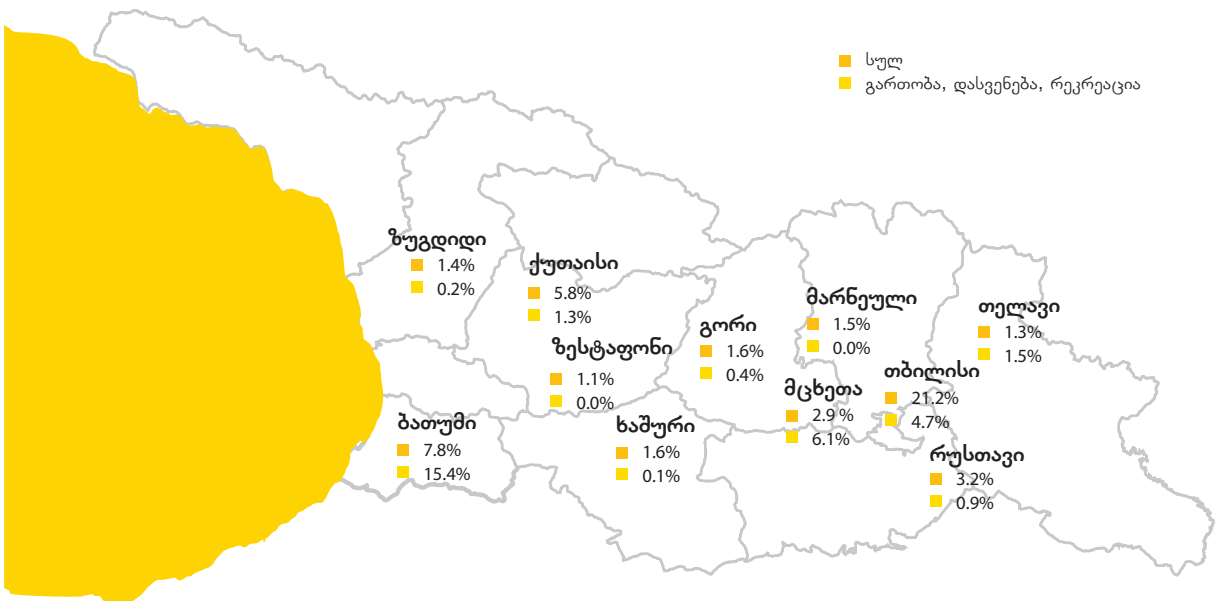 სულ
გართობა, დასვენება, რეკრეაცია
ზუგდიდი
1.4%
0.2%
ქუთაისი
5.8%
1.3%
ზესტაფონი
1.1%
0.0%
ბათუმი
7.8%
15.4%
ხაშური
1.6%
0.1%
გორი
1.6%
0.4%
მარნეული
1.5%
0.0%
მცხეთა
2.9 %
6.1%
თბილისი
21.2%
4.7%
თელავი
1.3%
1.5%
რუსთავი
3.2%
0.9%